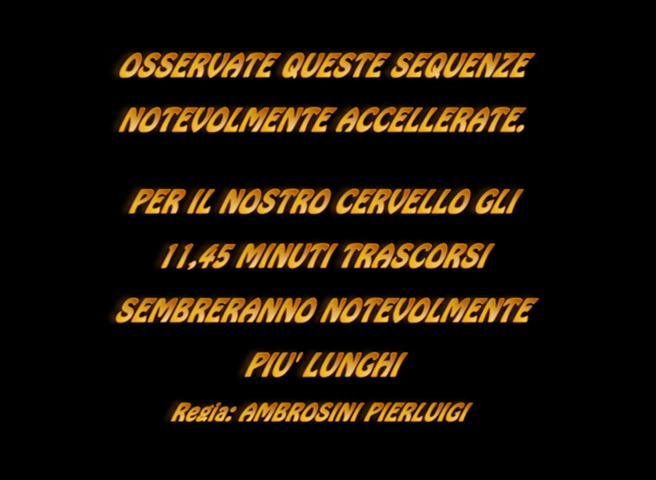 OSSERVATE QUESTE SEQUENZE
NOTEVOLMENTE ACCELLERATE.
PER IL NOSTRO CERVELLO GLI
11,45 MINUTI TRASCORSI
SEMBRERANNO NOTEVOLMENTE
PIU' LUNGHI
Regia: AMBROSINI PIERLUIGI